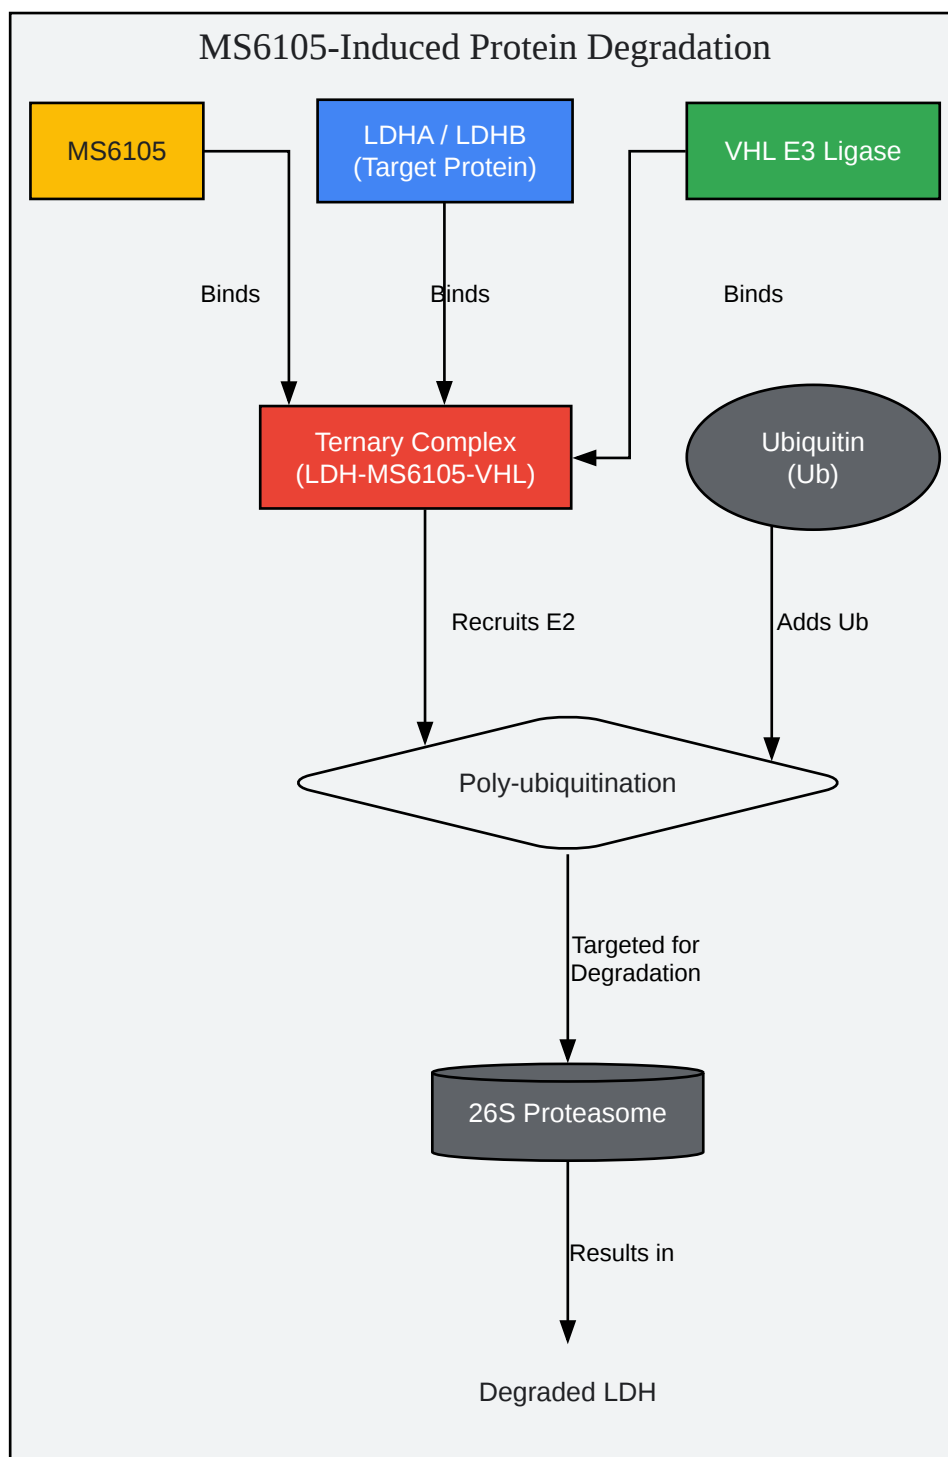 MS6105-Induced Protein Degradation
MS6105
LDHA / LDHB
(Target Protein)
VHL E3 Ligase
Binds
Binds
Binds
Ternary Complex
(LDH-MS6105-VHL)
Ubiquitin
(Ub)
Recruits E2
Adds Ub
Poly-ubiquitination
Targeted for
Degradation
26S Proteasome
Results in
Degraded LDH